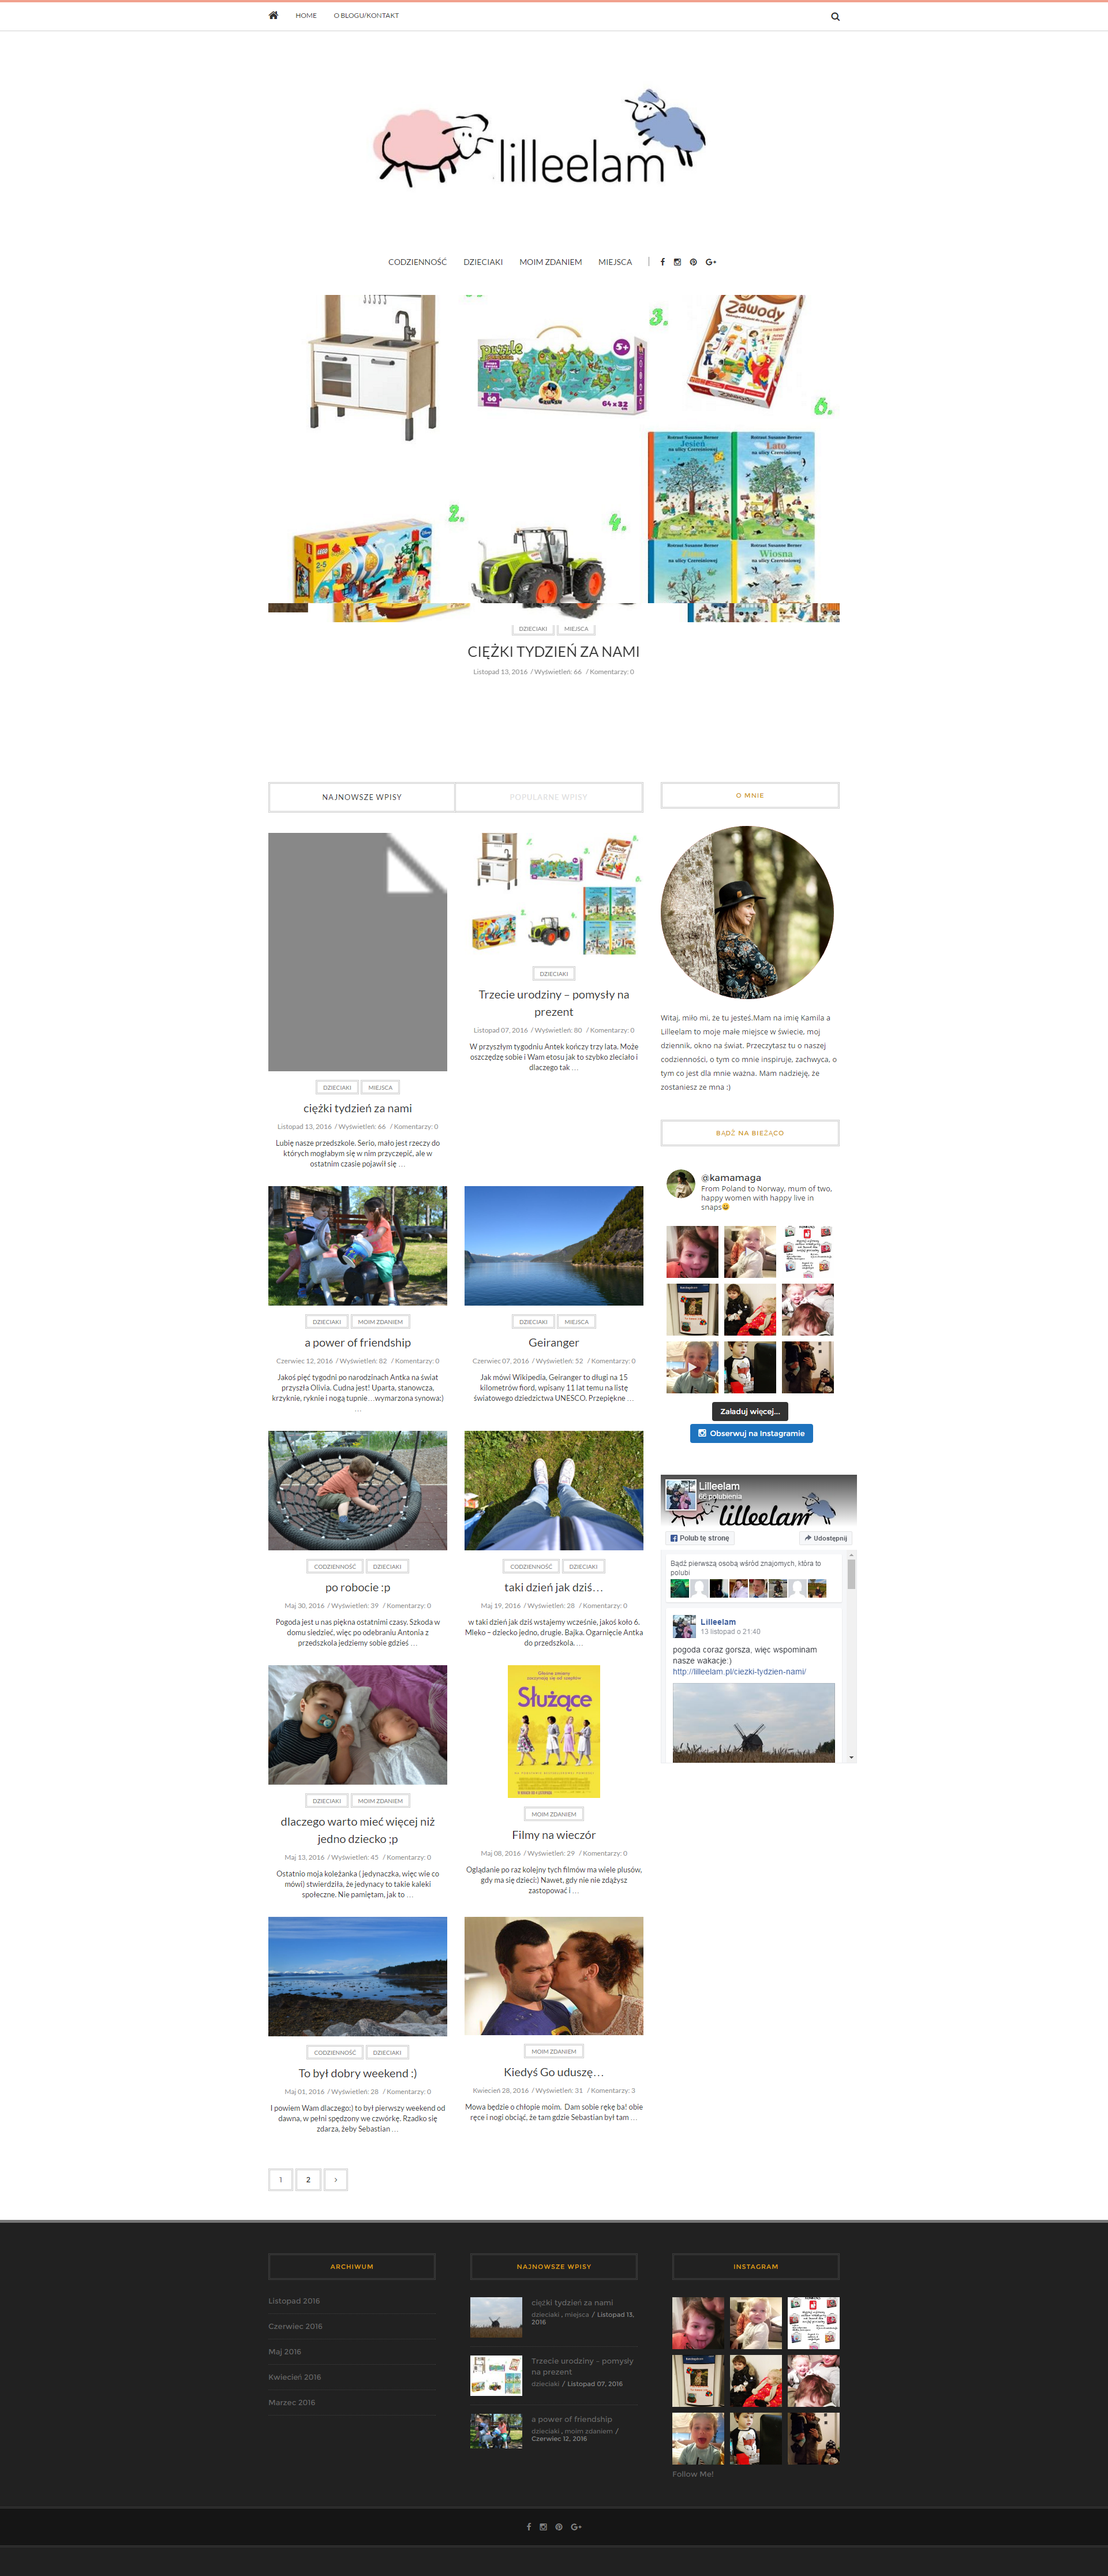 HOME
O BLOGU/KONTAKT
lilleelam
CODZIENNOŚĆ
DZIECIAKI
MOIM ZDANIEM
MIEJSCA
3.
Zawody
puzzle
5+
64 x 32
6.
Jesień
Lato
2.
4.
LEGO
2-5
Wiosna
DZIECIAKI
MIEJSCA
CIĘŻKI TYDZIEŃ ZA NAMI
Listopad 13, 2016 / Wyświetleń: 66 / Komentarzy: 0
NAJNOWSZE WPISY
POPULARNE WPISY
DZIECIAKI
MIEJSCA
ciężki tydzień za nami
Listopad 13, 2016 / Wyświetleń: 66 / Komentarzy: 0
Lubię nasze przedszkole. Serio, mało jest rzeczy do
których mogłabym się w nim przyczepić, ale w
ostatnim czasie pojawił się …
DZIECIAKI
Trzecie urodziny – pomysły na
prezent
Listopad 07, 2016 / Wyświetleń: 80 / Komentarzy: 0
W przyszłym tygodniu Antek kończy trzy lata. Może
oszczędzę sobie i Wam etosu jak to szybko zleciało i
dlaczego tak …
DZIECIAKI
MOIM ZDANIEM
a power of friendship
Czerwiec 12, 2016 / Wyświetleń: 82 / Komentarzy: 0
Jakoś pięć tygodni po narodzinach Antka na świat
przyszła Olivia. Cudna jest! Uparta, stanowcza,
krzyknie, ryknie i nogą tupnie…wymarzona synowa:)
…
DZIECIAKI
MIEJSCA
Geiranger
Czerwiec 07, 2016 / Wyświetleń: 52 / Komentarzy: 0
Jak mówi Wikipedia, Geiranger to długi na 15
kilometrów fiord, wpisany 11 lat temu na listę
światowego dziedzictwa UNESCO. Przepiękne …
CODZIENNOŚĆ
DZIECIAKI
po robocie :p
Maj 30, 2016 / Wyświetleń: 39 / Komentarzy: 0
Pogoda jest u nas piękna ostatnimi czasy. Szkoda w
domu siedzieć, więc po odebraniu Antonia z
przedszkola jedziemy sobie gdzieś …
CODZIENNOŚĆ
DZIECIAKI
taki dzień jak dziś…
Maj 19, 2016 / Wyświetleń: 28 / Komentarzy: 0
w taki dzień jak dziś wstajemy wcześnie, jakoś koło 6.
Mleko – dziecko jedno, drugie. Bajka. Ogarnięcie Antka
do przedszkola. …
DZIECIAKI
MOIM ZDANIEM
dlaczego warto mieć więcej niż
jedno dziecko ;p
Maj 13, 2016 / Wyświetleń: 45 / Komentarzy: 0
Ostatnio moja koleżanka ( jedynaczka, więc wie co
mówi) stwierdziła, że jedynacy to takie kaleki
społeczne. Nie pamiętam, jak to …
Służące
MOIM ZDANIEM
Filmy na wieczór
Maj 08, 2016 / Wyświetleń: 29 / Komentarzy: 0
Oglądanie po raz kolejny tych filmów ma wiele plusów,
gdy ma się dzieci:) Nawet, gdy nie nie zdążysz
zastopować i …
CODZIENNOŚĆ
DZIECIAKI
To był dobry weekend :)
Maj 01, 2016 / Wyświetleń: 28 / Komentarzy: 0
I powiem Wam dlaczego:) to był pierwszy weekend od
dawna, w pełni spędzony we czwórkę. Rzadko się
zdarza, żeby Sebastian …
MOIM ZDANIEM
Kiedyś Go uduszę…
Kwiecień 28, 2016 / Wyświetleń: 31 / Komentarzy: 3
Mowa będzie o chłopie moim. Dam sobie rękę ba! obie
ręce i nogi obciąć, że tam gdzie Sebastian był tam …
1
2
›
O MNIE
Witaj, miło mi, że tu jesteś.Mam na imię Kamila a
Lilleelam to moje małe miejsce w świecie, moj
dziennik, okno na świat. Przeczytasz tu o naszej
codzienności, o tym co mnie inspiruje, zachwyca, o
tym co jest dla mnie ważna. Mam nadzieję, że
zostaniesz ze mna :)
BĄDŹ NA BIEŻĄCO
@kamamaga
From Poland to Norway, mum of two,
happy women with happy live in
snaps
Załaduj więcej...
Obserwuj na Instagramie
Lilleelam
66 polubienia
lilleelam
Polub tę stronę
Udostępnij
Bądź pierwszą osobą wśród znajomych, która to
polubi
Lilleelam
13 listopad o 21:40
pogoda coraz gorsza, więc wspominam
nasze wakacje:)
http://lilleelam.pl/ciezki-tydzien-nami/
ARCHIWUM
Listopad 2016
Czerwiec 2016
Maj 2016
Kwiecień 2016
Marzec 2016
NAJNOWSZE WPISY
ciężki tydzień za nami
dzieciaki , miejsca / Listopad 13,
2016
Trzecie urodziny – pomysły
na prezent
dzieciaki / Listopad 07, 2016
a power of friendship
dzieciaki , moim zdaniem /
Czerwiec 12, 2016
INSTAGRAM
Follow Me!